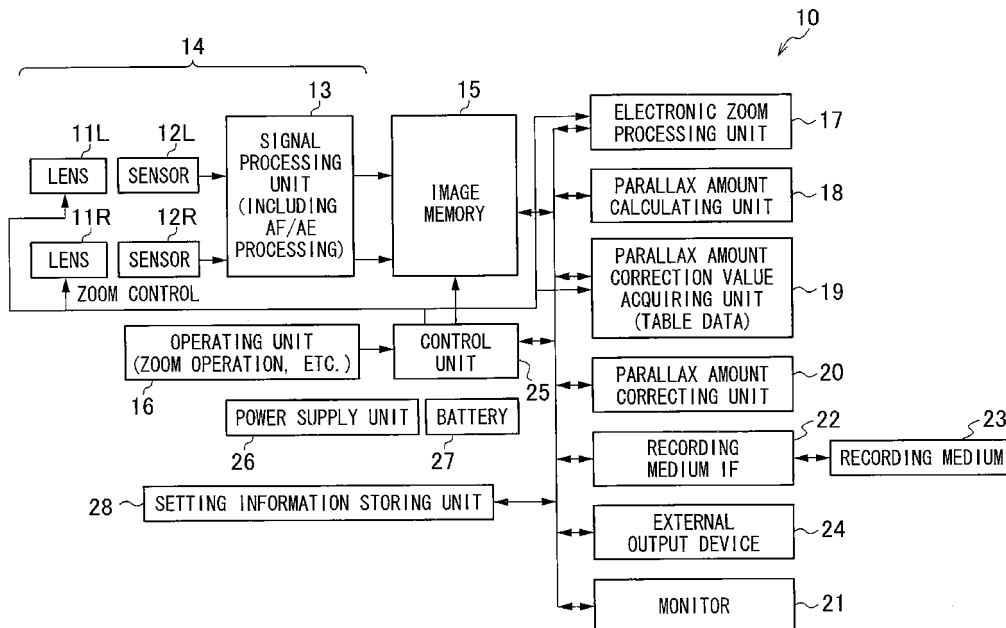 10
14
13
15
11L
12L
LENS
SENSOR
11R
12R
LENS
SENSOR
SIGNAL
PROCESSING
UNIT
(INCLUDING
AF/AE
PROCESSING)
IMAGE
MEMORY
ZOOM CONTROL
OPERATING UNIT
(ZOOM OPERATION, ETC.)
16
CONTROL
UNIT
25
POWER SUPPLY UNIT
26
BATTERY
27
28
SETTING INFORMATION STORING UNIT
ELECTRONIC ZOOM
PROCESSING UNIT
17
PARALLAX AMOUNT
CALCULATING UNIT
18
PARALLAX AMOUNT
CORRECTION VALUE
ACQUIRING UNIT
(TABLE DATA)
19
PARALLAX AMOUNT
CORRECTING UNIT
20
22
RECORDING
MEDIUM IF
23
RECORDING MEDIUM
EXTERNAL
OUTPUT DEVICE
24
MONITOR
21